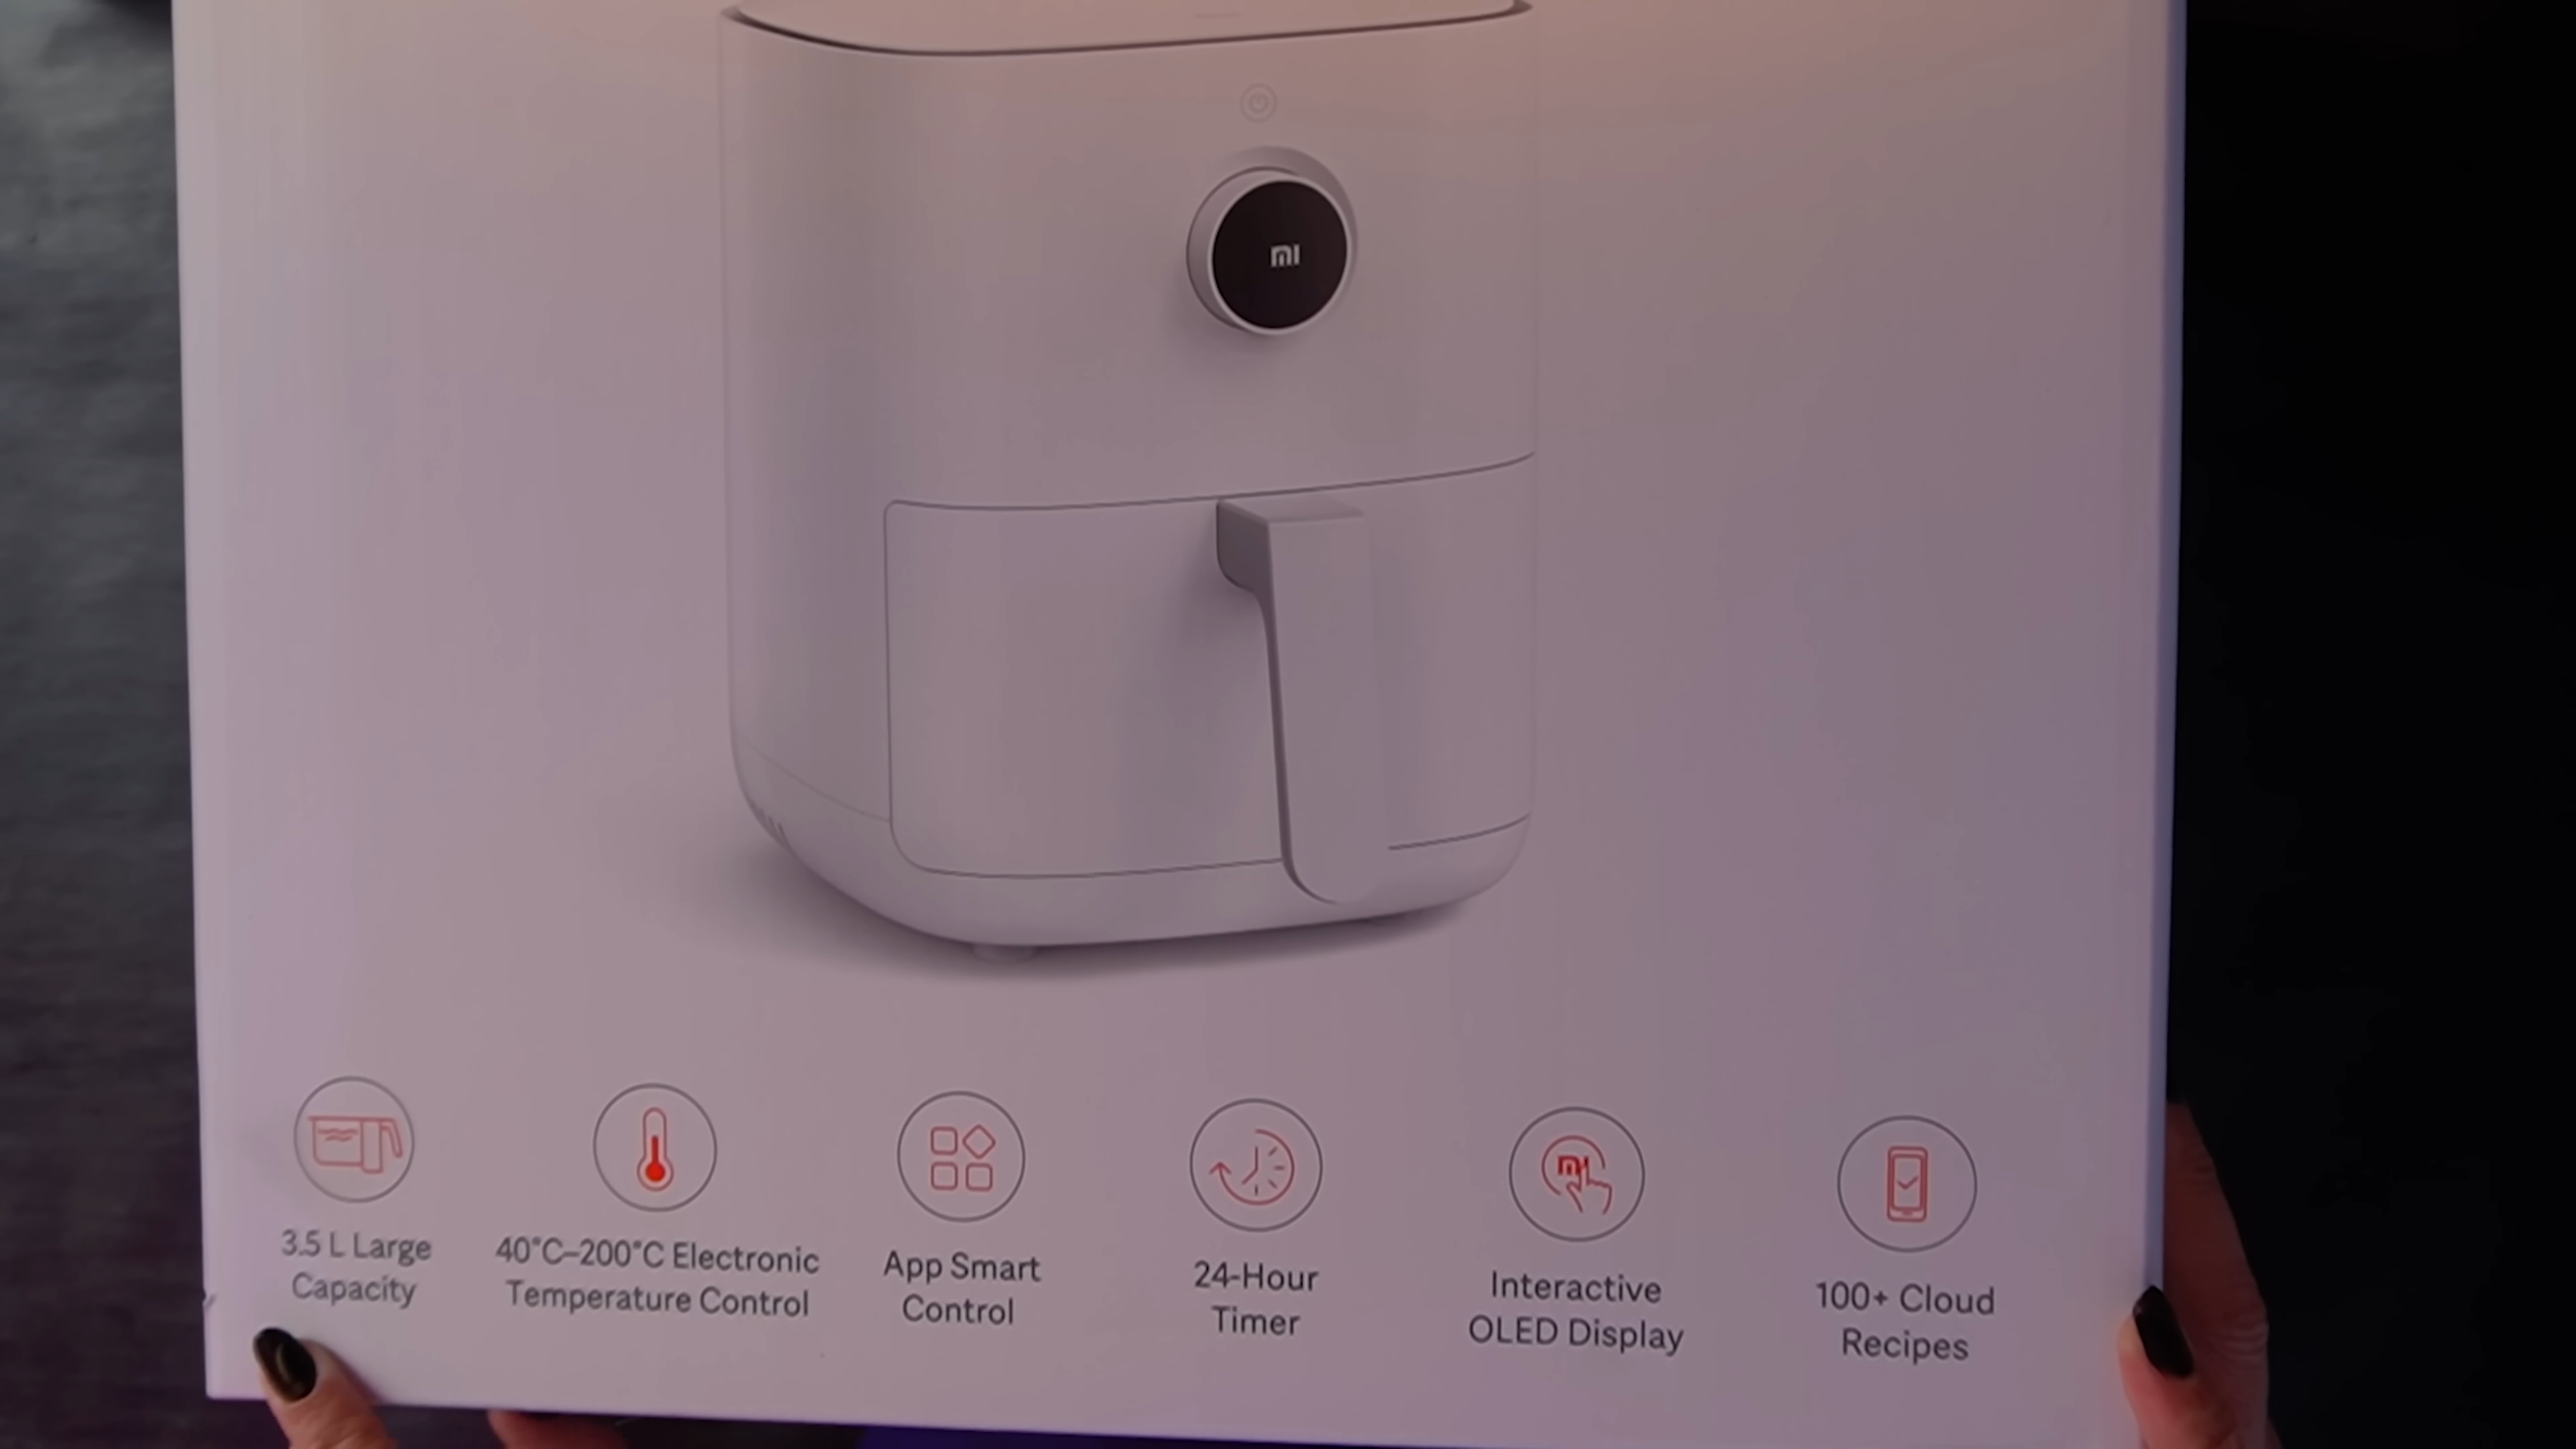 mi
3.5 L Large
Capacity
40°C–200°C Electronic
Temperature Control
App Smart
Control
24-Hour
Timer
mi
Interactive
OLED Display
100+ Cloud
Recipes